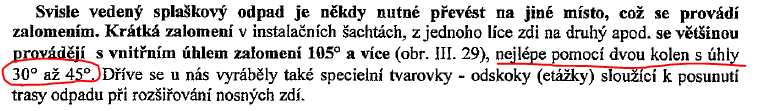 Svisle vedený splaškový odpad je někdy nutné převést na jiné místo, což se provádí
zalomením. Krátká zalomení v instalačních šachtách, z jednoho líce zdi na druhý apod. se většinou
provádějí s vnitřním úhlem zalomení 105° a více (obr. III. 29), nejlépe pomocí dvou kolen s úhly
30° až 45°. Dříve se u nás vyráběly také specielní tvarovky - odskoky (etážky) sloužící k posunutí
trasy odpadu při rozšiřování nosných zdí.